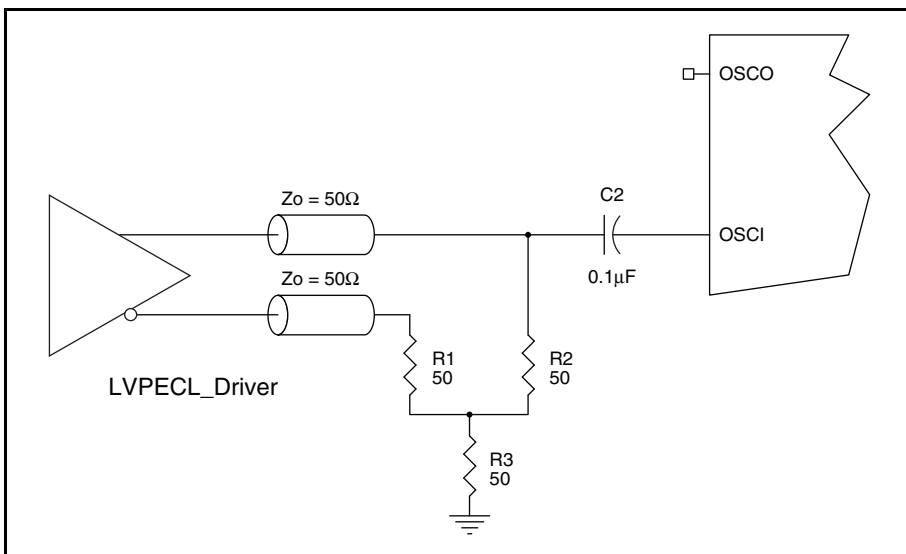 OSCO
Zo = 50Ω
C2
OSCI
Zo = 50Ω
0.1µF
R1
50
R2
50
LVPECL_Driver
R3
50